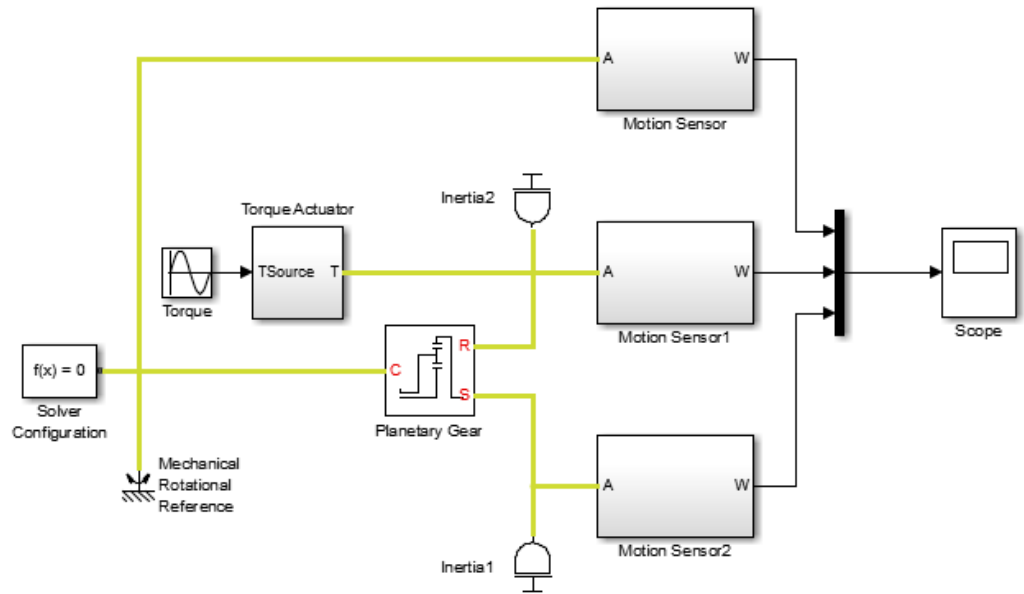 A
W
Motion Sensor
Inertia2
Torque Actuator
TSource
T
Torque
A
W
Motion Sensor1
Scope
f(x) = 0
Solver
Configuration
C
R
S
Planetary Gear
Mechanical
Rotational
Reference
A
W
Motion Sensor2
Inertia1